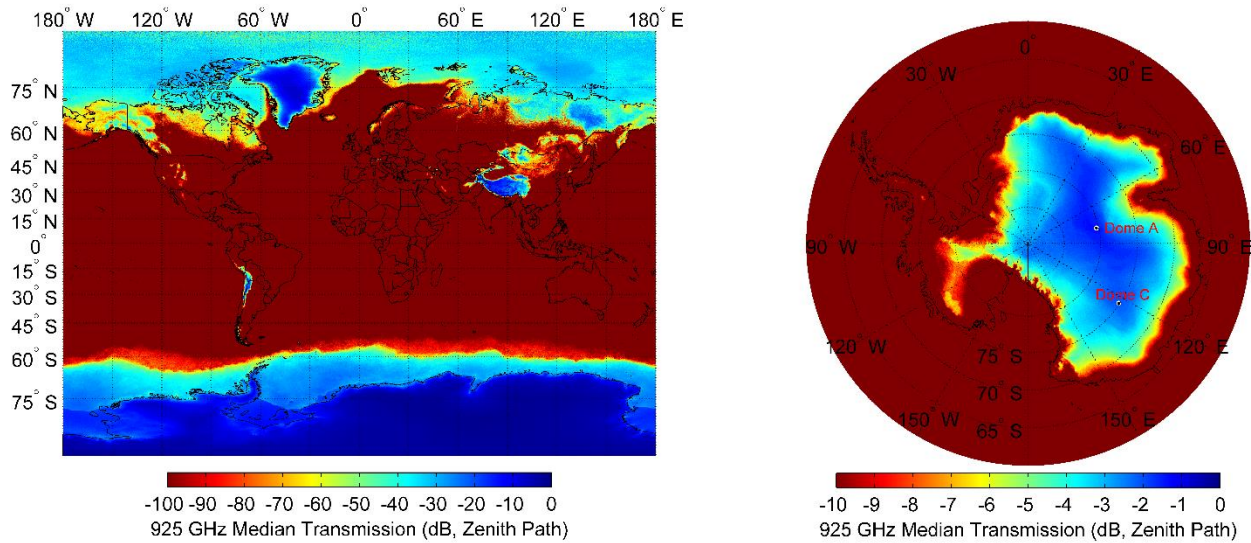 180° W 120° W 60° W 0° 60° E 120° E 180° E
75° N
60° N
45° N
30° N
15° N
0°
15° S
30° S
45° S
60° S
75° S
-100 -90 -80 -70 -60 -50 -40 -30 -20 -10 0
925 GHz Median Transmission (dB, Zenith Path)
0°
30° W 30° E
60° E
Dome A
90° W 90° E
Dome C
120° W 120° E
75° S
70° S
150° W 150° E
65° S
-10 -9 -8 -7 -6 -5 -4 -3 -2 -1 0
925 GHz Median Transmission (dB, Zenith Path)